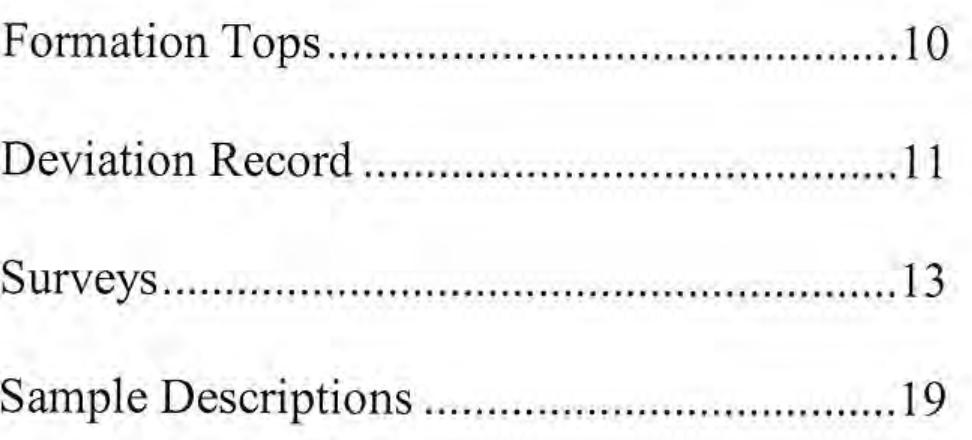 Formation Tops..............................................10
Deviation Record ...........................................11
Surveys...........................................................13
Sample Descriptions ......................................19